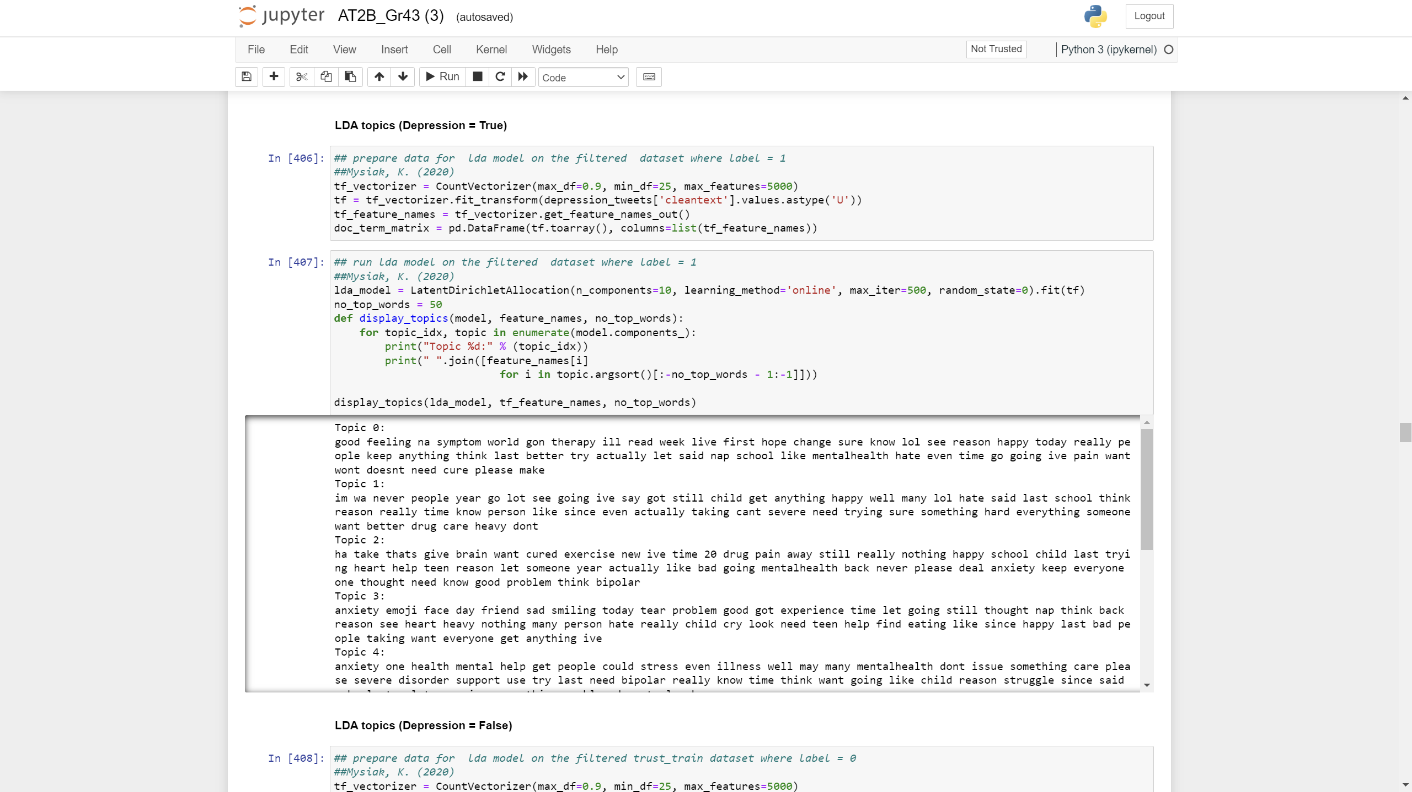 jupyter AT2B_Gr43 (3) (autosaved) Logout
File Edit View Insert Cell Kernel Widgets Help Not Trusted Python 3 (ipykernel)
Run Code
LDA topics (Depression = True)
In [406]: ## prepare data for  lda model on the filtered  dataset where label = 1
##Mysiak, K. (2020)
tf_vectorizer = CountVectorizer(max_df=0.9, min_df=25, max_features=5000)
tf = tf_vectorizer.fit_transform(depression_tweets['cleantext'].values.astype('U'))
tf_feature_names = tf_vectorizer.get_feature_names_out()
doc_term_matrix = pd.DataFrame(tf.toarray(), columns=list(tf_feature_names))
In [407]: ## run lda model on the filtered  dataset where label = 1
##Mysiak, K. (2020)
lda_model = LatentDirichletAllocation(n_components=10, learning_method='online', max_iter=500, random_state=0).fit(tf)
no_top_words = 50
def display_topics(model, feature_names, no_top_words):
    for topic_idx, topic in enumerate(model.components_):
        print("Topic %d:" % (topic_idx))
        print(" ".join([feature_names[i]
                          for i in topic.argsort()[:-no_top_words - 1:-1]]))
display_topics(lda_model, tf_feature_names, no_top_words)
Topic 0:
good feeling na symptom world gon therapy ill read week live first hope change sure know lol see reason happy today really pe
ople keep anything think last better try actually let said nap school like mentalhealth hate even time go going ive pain want
wont doesnt need cure please make
Topic 1:
im wa never people year go lot see going ive say got still child get anything happy well many lol hate said last school think
reason really time know person like since even actually taking cant severe need trying sure something hard everything someone
want better drug care heavy dont
Topic 2:
ha take thats give brain want cured exercise new ive time 20 drug pain away still really nothing happy school child last tryi
ng heart help teen reason let someone year actually like bad going mentalhealth back never please deal anxiety keep everyone
one thought need know good problem think bipolar
Topic 3:
anxiety emoji face day friend sad smiling today tear problem good got experience time let going still thought nap think back
reason see heart heavy nothing many person hate really child cry look need teen help find eating like since happy last bad pe
ople taking want everyone get anything ive
Topic 4:
anxiety one health mental help get people could stress even illness well may many mentalhealth dont issue something care plea
se severe disorder support use try last need bipolar really know time think want going like child reason struggle since said
LDA topics (Depression = False)
In [408]: ## prepare data for  lda model on the filtered trust_train dataset where label = 0
##Mysiak, K. (2020)
tf_vectorizer = CountVectorizer(max_df=0.9, min_df=25, max_features=5000)